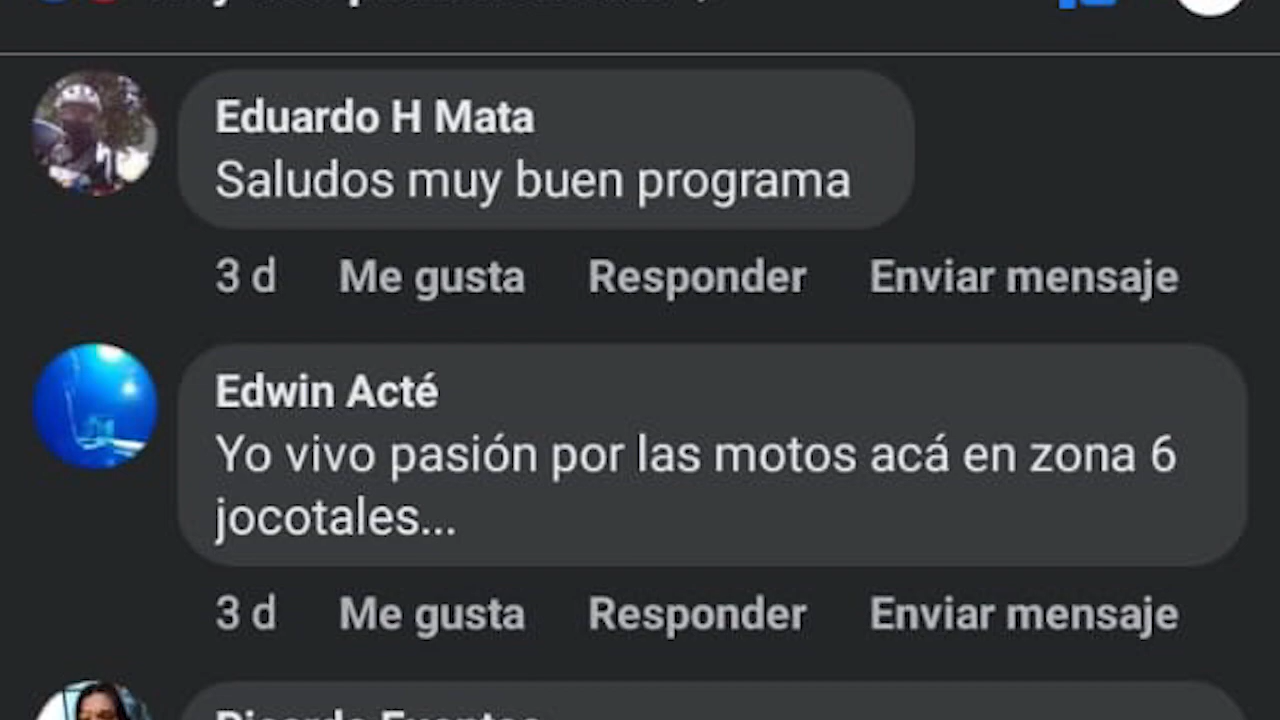 Eduardo H Mata
Saludos muy buen programa
3 d Me gusta Responder Enviar mensaje
Edwin Acté
Yo vivo pasión por las motos acá en zona 6
jocotales...
3 d Me gusta Responder Enviar mensaje